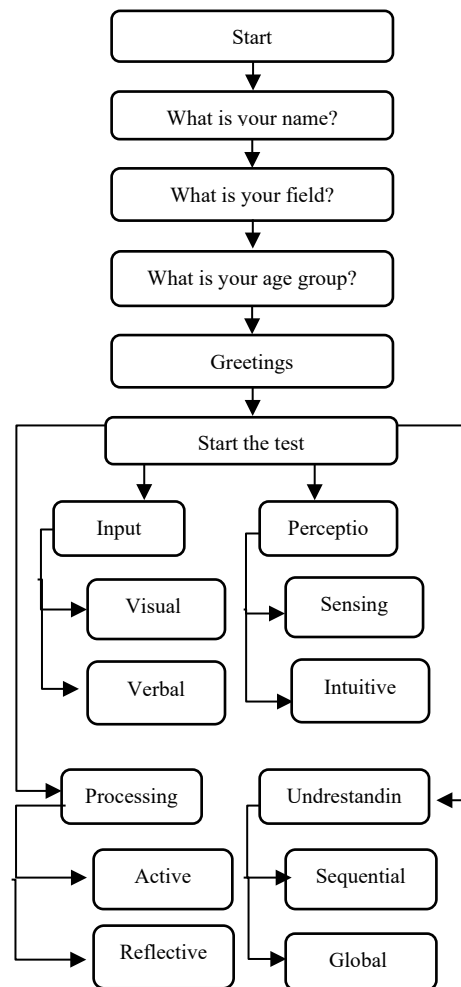 Start
What is your name?
What is your field?
What is your age group?
Greetings
Start the test
Input
Perceptio
Visual
Sensing
Verbal
Intuitive
Processing
Undrestandin
Active
Sequential
Reflective
Global